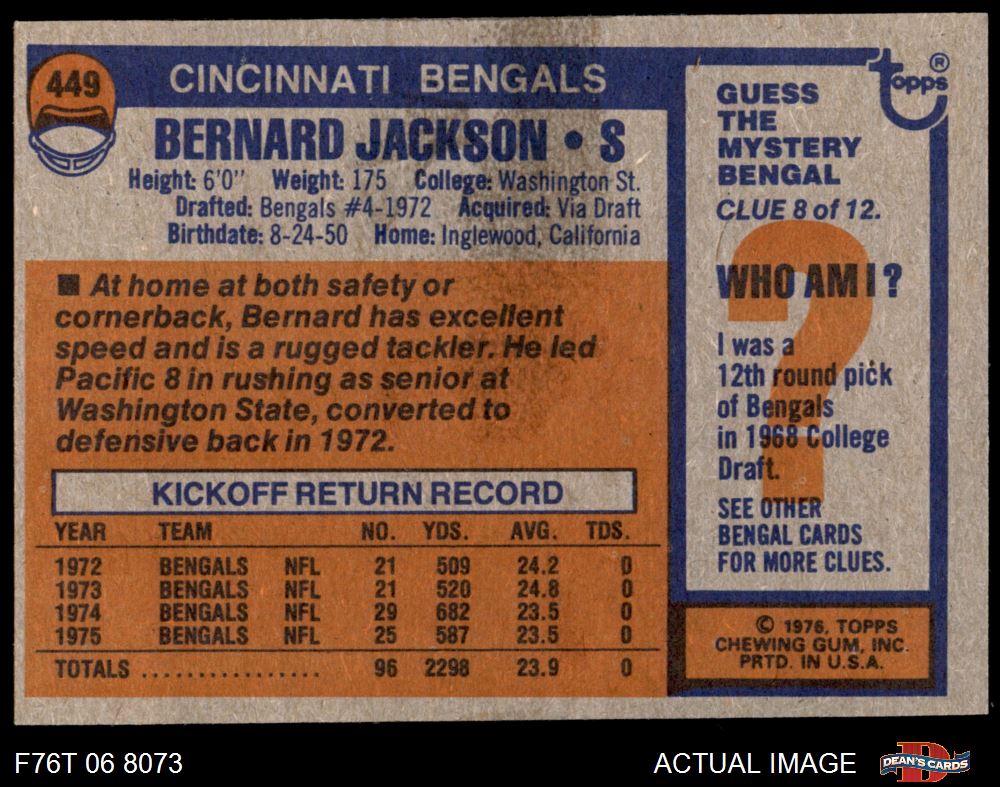 449
CINCINNATI BENGALS
BERNARD JACKSON • S
Height: 6'0" Weight: 175 College: Washington St.
Drafted: Bengals #4-1972 Acquired: Via Draft
Birthdate: 8-24-50 Home: Inglewood, California
■ At home at both safety or
cornerback, Bernard has excellent
speed and is a rugged tackler. He led
Pacific 8 in rushing as senior at
Washington State, converted to
defensive back in 1972.
KICKOFF RETURN RECORD
YEAR TEAM NO. YDS. AVG. TDS.
1972 BENGALS NFL 21 509 24.2 0
1973 BENGALS NFL 21 520 24.8 0
1974 BENGALS NFL 29 682 23.5 0
1975 BENGALS NFL 25 587 23.5 0
TOTALS ................ 96 2298 23.9 0
topps ®
GUESS
THE
MYSTERY
BENGAL
CLUE 8 of 12.
?
WHO AM I?
I was a
12th round pick
of Bengals
in 1968 College
Draft.
SEE OTHER
BENGAL CARDS
FOR MORE CLUES.
© 1976, TOPPS
CHEWING GUM, INC.
PRTD. IN U.S.A.
F76T 06 8073
ACTUAL IMAGE
D
DEAN'S CARDS